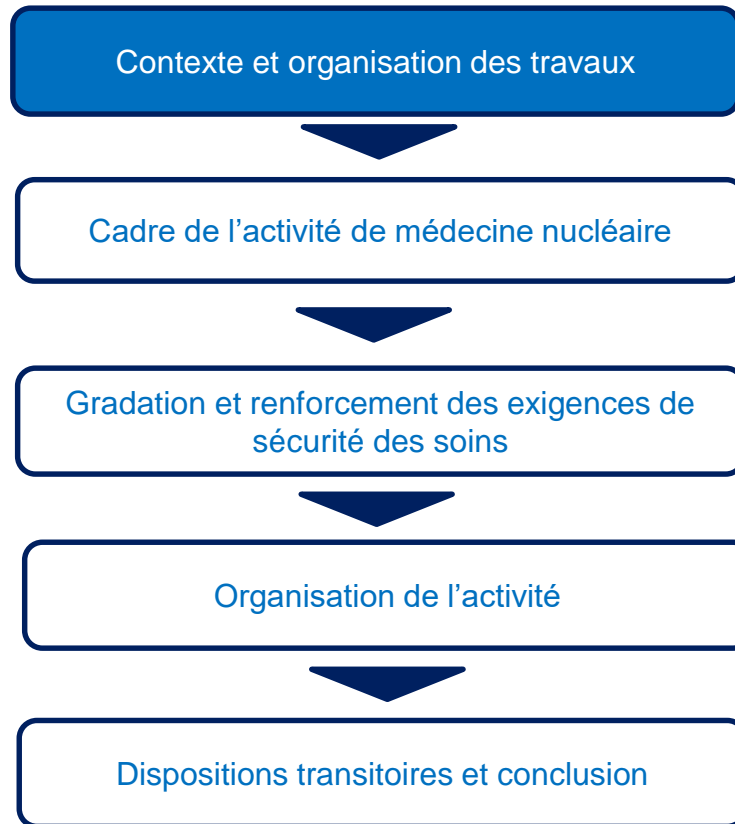 Contexte et organisation des travaux
Cadre de l’activité de médecine nucléaire
Gradation et renforcement des exigences de
sécurité des soins
Organisation de l’activité
Dispositions transitoires et conclusion